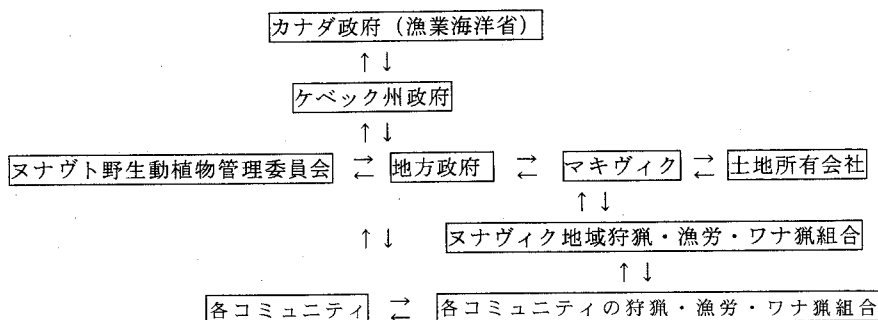 カナダ政府（漁業海洋省）
↑↓
ケベック州政府
↑↓
ヌナヴト野生動植物管理委員会 ⇄ 地方政府 ⇄ マキヴィク ⇄ 土地所有会社
↑↓
↑↓ ヌナヴィク地域狩猟・漁労・ワナ猟組合
↑↓
各コミュニティ ⇄ 各コミュニティの狩猟・漁労・ワナ猟組合